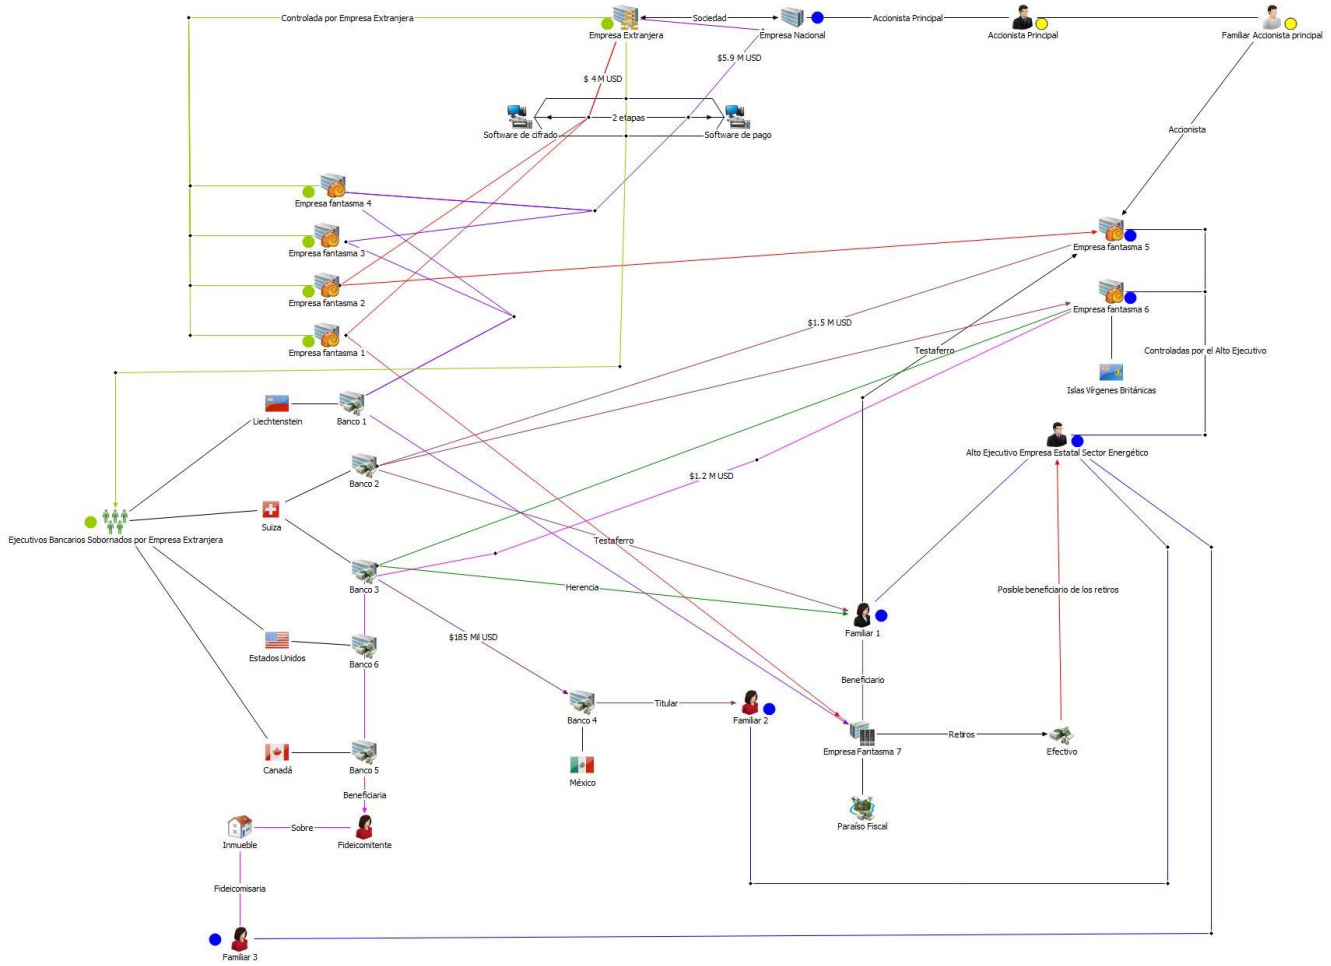 Controlada por Empresa Extranjera
Sociedad
Accionista Principal
Empresa Extranjera
Empresa Nacional
Accionista Principal
Familiar Accionista principal
$5.9 M USD
$ 4 M USD
2 etapas
Software de cifrado
Software de pago
Accionista
Empresa fantasma 4
Empresa fantasma 3
Empresa fantasma 5
Empresa fantasma 2
Empresa fantasma 6
$1.5 M USD
Empresa fantasma 1
Testaferro
Controladas por el Alto Ejecutivo
Islas Vírgenes Británicas
Liechtenstein
Banco 1
Alto Ejecutivo Empresa Estatal Sector Energético
Banco 2
$1.2 M USD
Suiza
Ejecutivos Bancarios Sobornados por Empresa Extranjera
Testaferro
Banco 3
Herencia
Posible beneficiario de los retiros
Familiar 1
$185 Mil USD
Estados Unidos
Banco 6
Beneficiario
Titular
Banco 4
Familiar 2
Retiros
Empresa Fantasma 7
Efectivo
Canadá
Banco 5
México
Beneficiaria
Paraíso Fiscal
Sobre
Inmueble
Fideicomitente
Fideicomisaria
Familiar 3